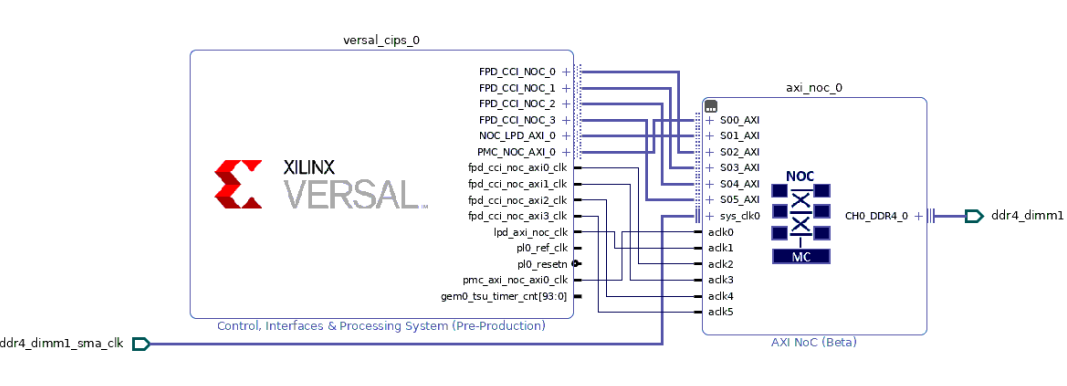 versal_cips_0
FPD_CCI_NOC_0
FPD_CCI_NOC_1
FPD_CCI_NOC_2
FPD_CCI_NOC_3
NOC_LPD_AXI_0
PMC_NOC_AXI_0
fpd_cci_noc_axi0_clk
fpd_cci_noc_axi1_clk
fpd_cci_noc_axi2_clk
fpd_cci_noc_axi3_clk
lpd_axi_noc_clk
pl0_ref_clk
pl0_resetn
pmc_axi_noc_axi0_clk
gem0_tsu_timer_cnt[93:0]
XILINX
VERSAL
Control, Interfaces & Processing System (Pre-Production)
ddr4_dimm1_sma_clk
axi_noc_0
S00_AXI
S01_AXI
S02_AXI
S03_AXI
S04_AXI
S05_AXI
sys_clk0
aclk0
aclk1
aclk2
aclk3
aclk4
aclk5
NOC
MC
CH0_DDR4_0
AXI NoC (Beta)
ddr4_dimm1